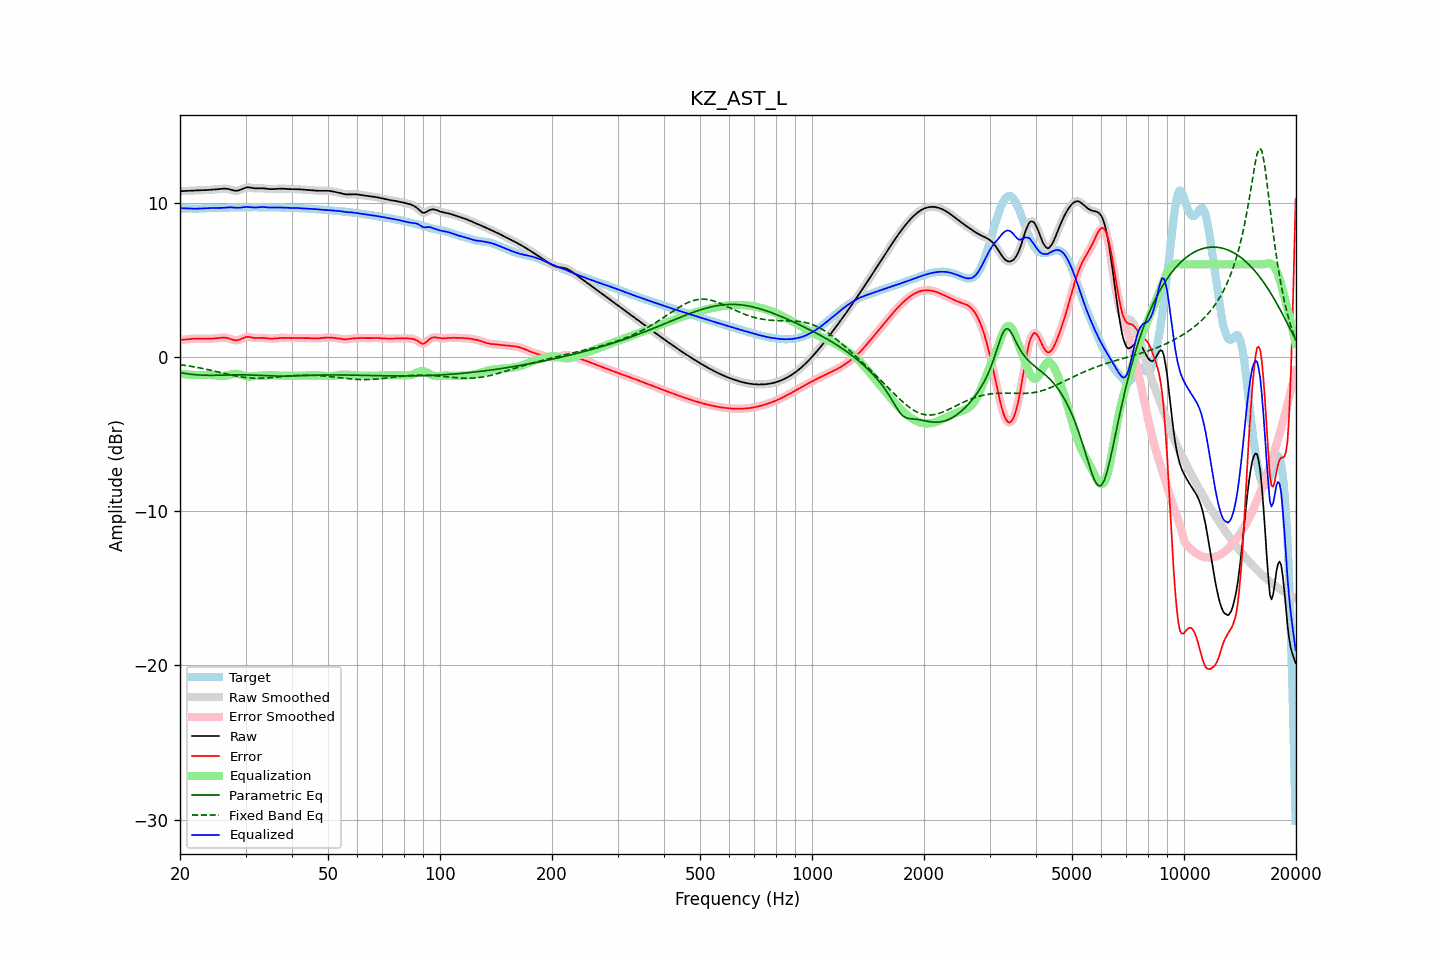 KZ_AST_L
Amplitude (dBr)
10
0
−10
−20
−30
Target
Raw Smoothed
Error Smoothed
Raw
Error
Equalization
Parametric Eq
Fixed Band Eq
Equalized
20 50 100 200 500 1000 2000 5000 10000 20000
Frequency (Hz)